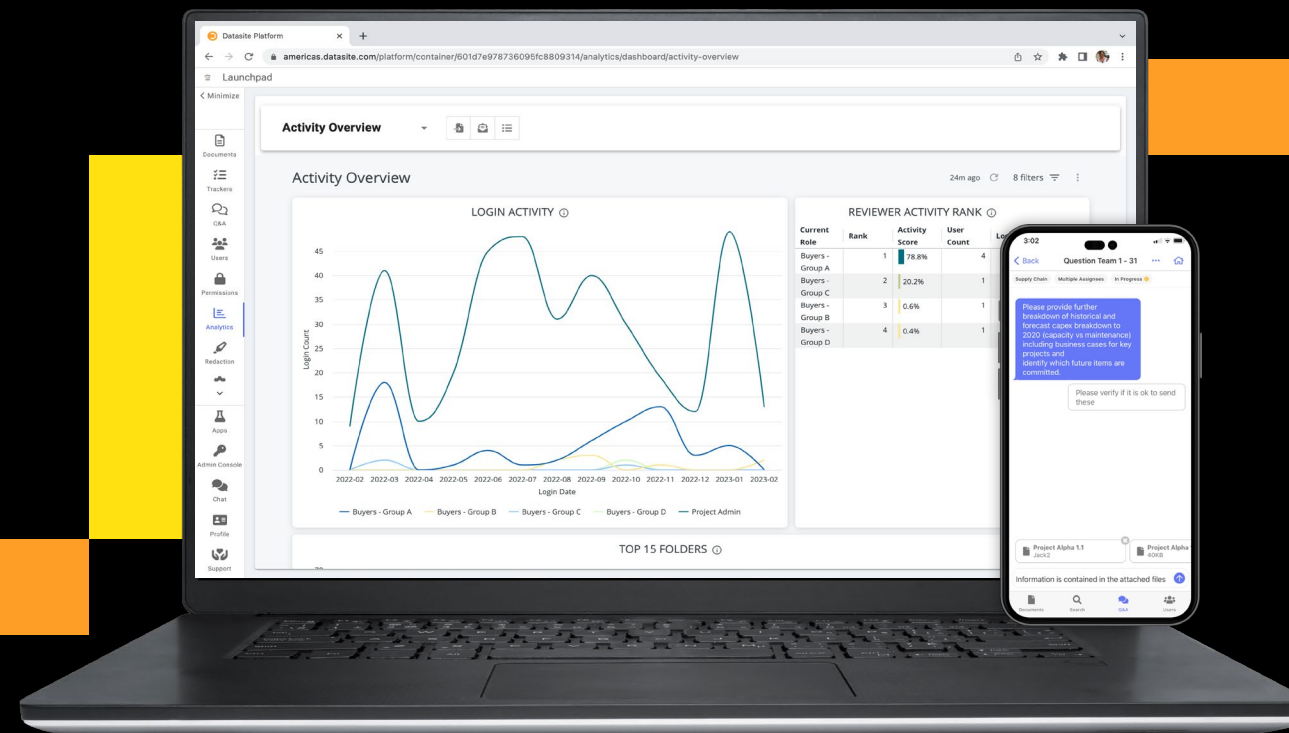 Datasite Platform
americas.datasite.com/platform/container/601d7e978736095fc8809314/analytics/dashboard/activity-overview
Launchpad
Minimize
Documents
Trackers
Q&A
Users
Permissions
Analytics
Redaction
Apps
Admin Console
Chat
Profile
Support
Activity Overview
Activity Overview
24m ago
8 filters
LOGIN ACTIVITY
Login Count
45
40
35
30
25
20
15
10
5
0
2022-02 2022-03 2022-04 2022-05 2022-06 2022-07 2022-08 2022-09 2022-10 2022-11 2022-12 2023-01 2023-02
Login Date
Buyers - Group A Buyers - Group B Buyers - Group C Buyers - Group D Project Admin
REVIEWER ACTIVITY RANK
Current Role Rank Activity Score User Count
Buyers - Group A 1 78.8% 4
Buyers - Group C 2 20.2% 1
Buyers - Group B 3 0.6% 1
Buyers - Group D 4 0.4% 1
TOP 15 FOLDERS
3:02
Back
Question Team 1 - 31
Supply Chain Multiple Assignees In Progress
Please provide further
breakdown of historical and
forecast capex breakdown to
2020 (capacity vs maintenance)
including business cases for key
projects and
identify which future items are
committed.
Please verify if it is ok to send
these
Project Alpha 1.1
Jack2
Project Alpha
40KB
Information is contained in the attached files
Documents Search Q&A Users